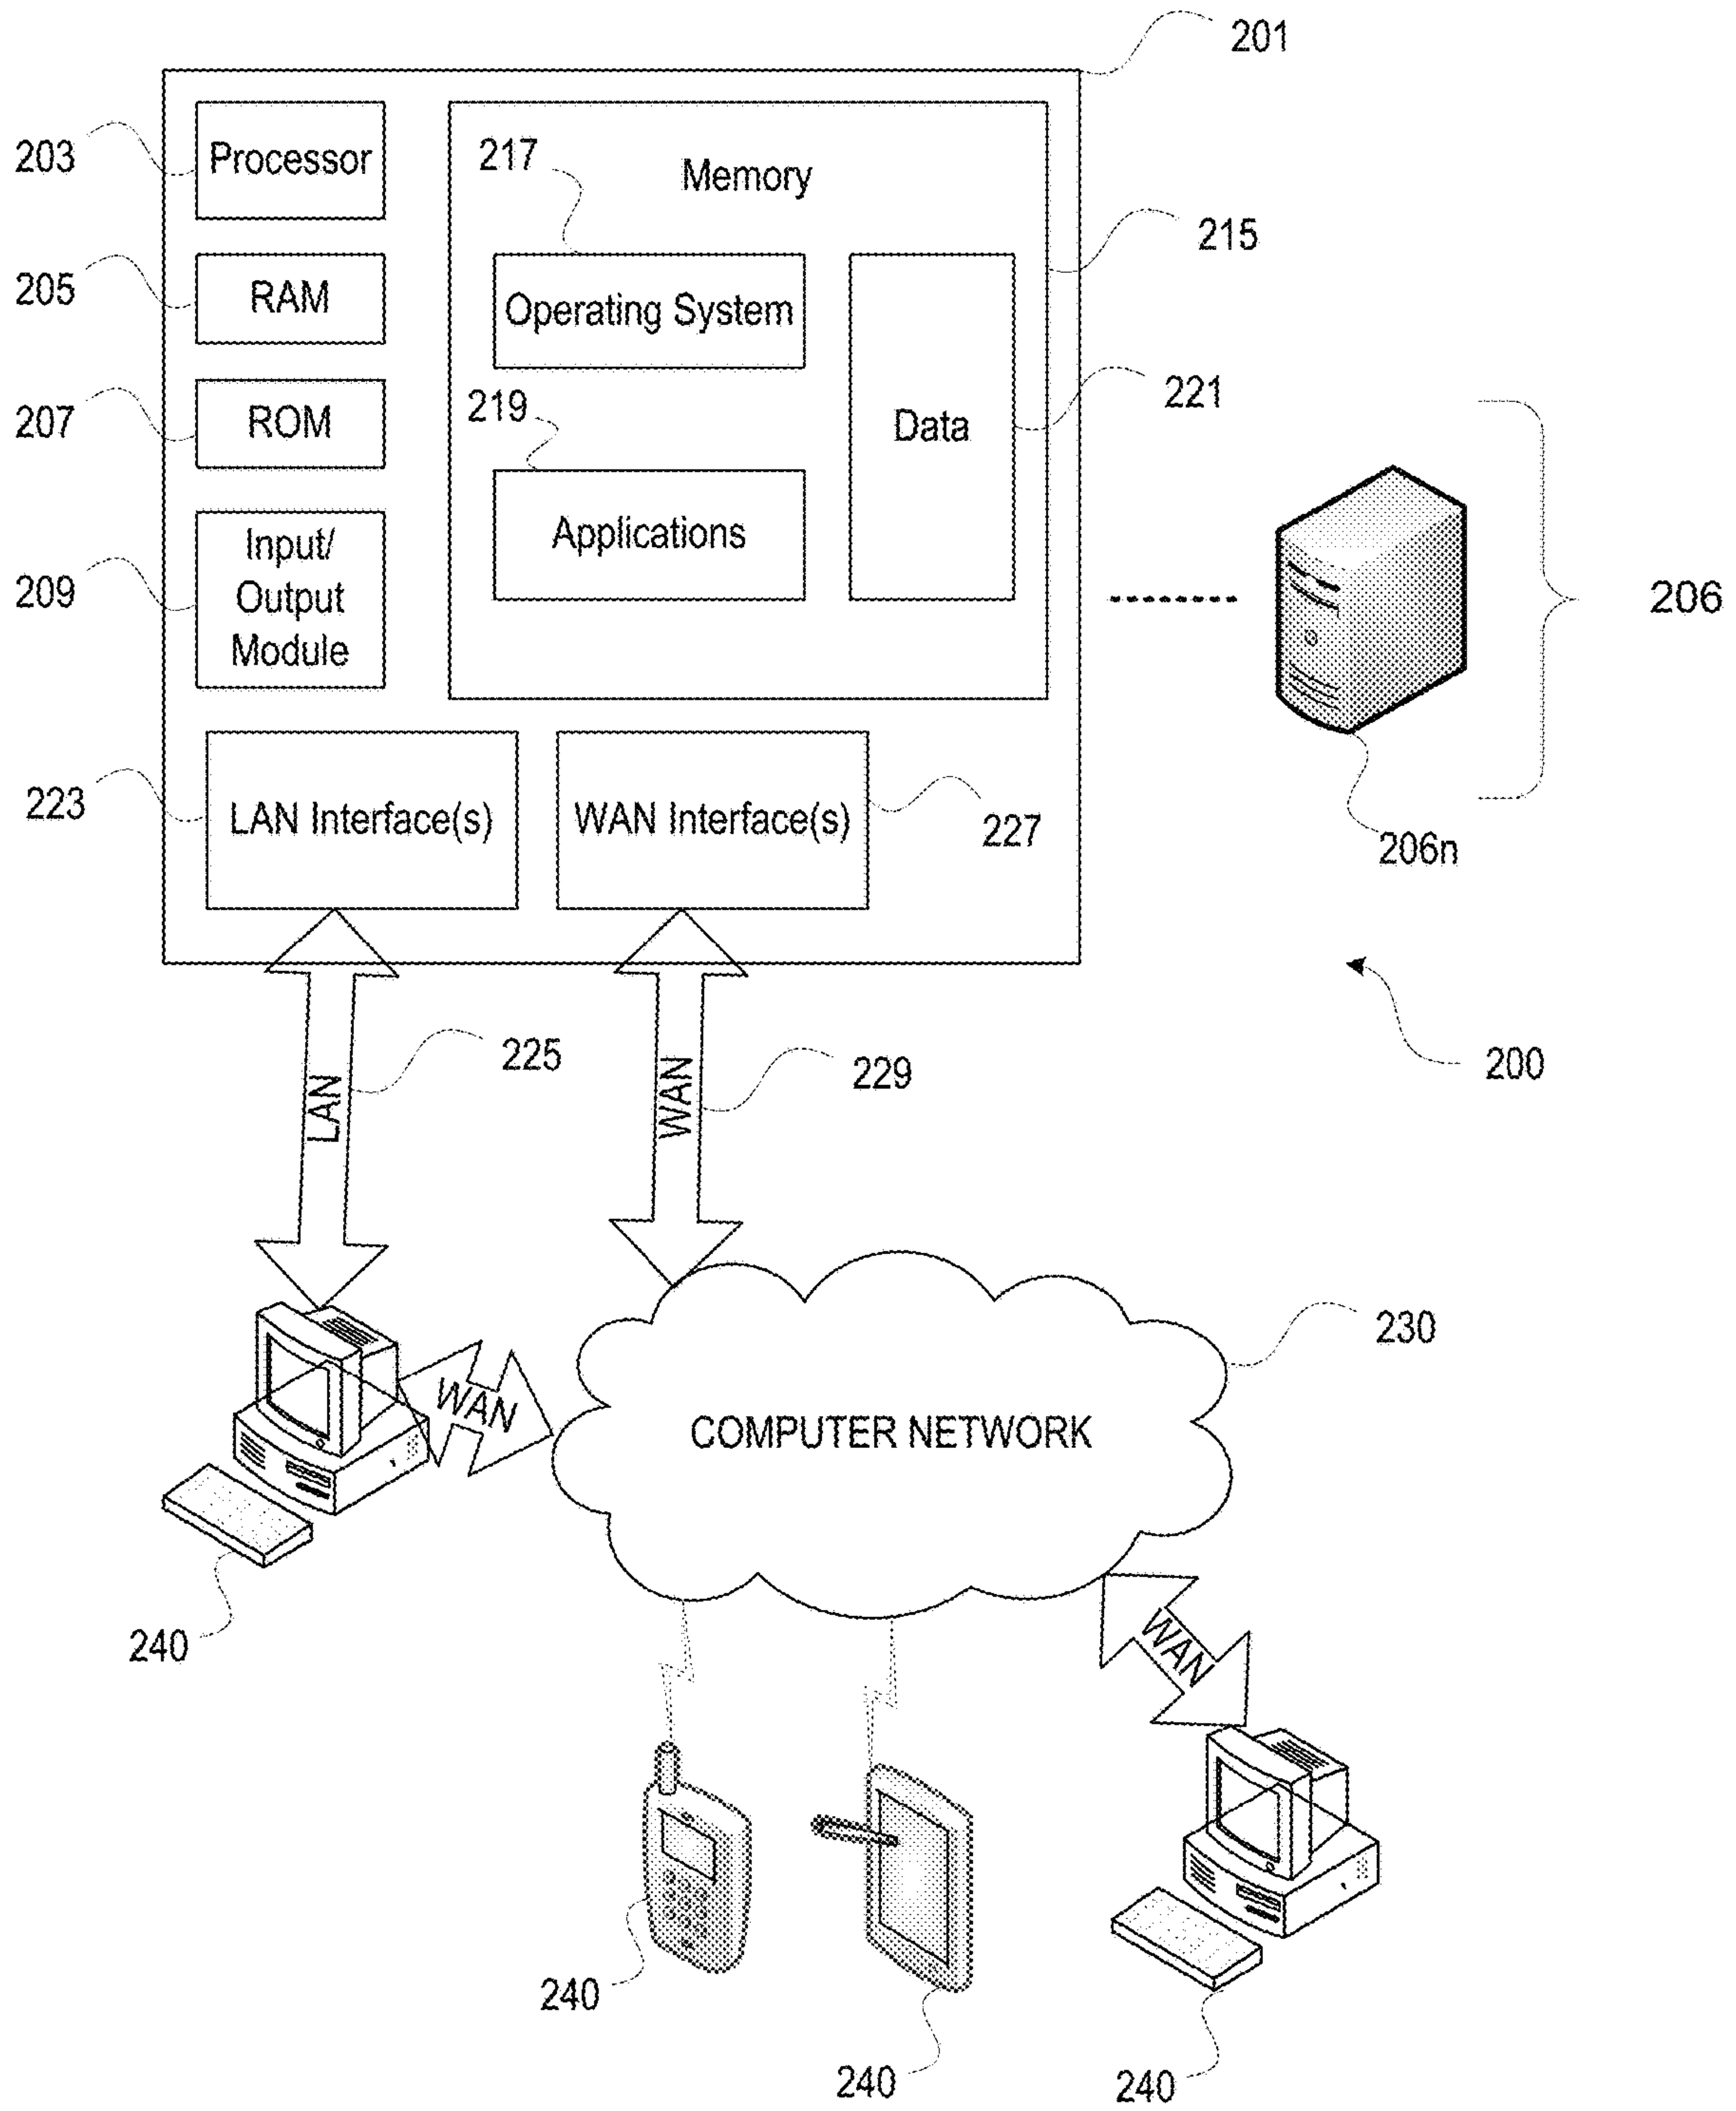 201
203
Processor
217
Memory
215
205
RAM
Operating System
221
207
ROM
219
Data
Applications
209
Input/
Output
Module
206
223
LAN Interface(s)
WAN Interface(s)
227
206n
225
229
200
LAN
WAN
230
WAN
COMPUTER NETWORK
240
WAN
240
240
240